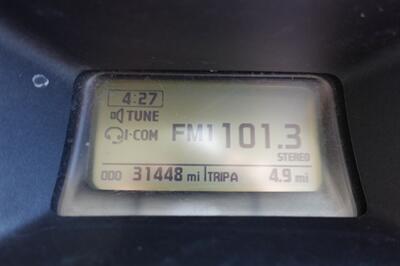 4:27
TUNE
I-COM FM1 101.3
STEREO
ODO 31448 mi TRIPA 4.9 mi